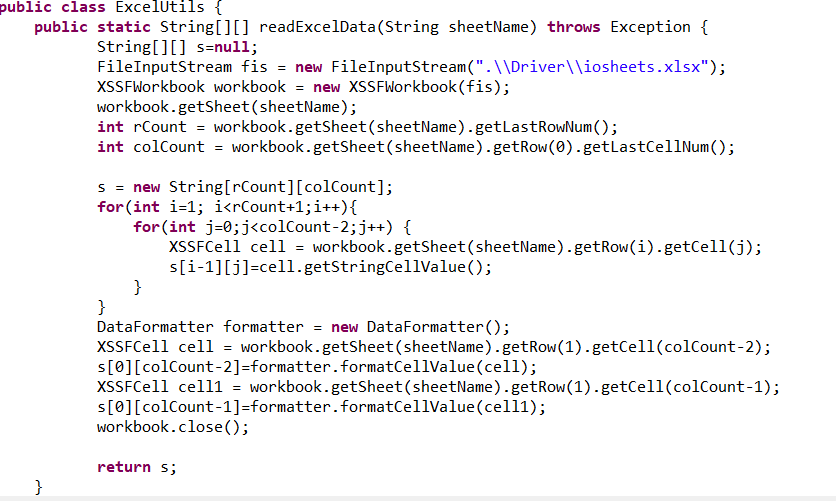 public class ExcelUtils {
public static String[][] readExcelData(String sheetName) throws Exception {
String[][] s=null;
FileInputStream fis = new FileInputStream(".\\Driver\\iosheets.xlsx");
XSSFWorkbook workbook = new XSSFWorkbook(fis);
workbook.getSheet(sheetName);
int rCount = workbook.getSheet(sheetName).getLastRowNum();
int colCount = workbook.getSheet(sheetName).getRow(0).getLastCellNum();
s = new String[rCount][colCount];
for(int i=1; i<rCount+1;i++){
for(int j=0;j<colCount-2;j++) {
XSSFCell cell = workbook.getSheet(sheetName).getRow(i).getCell(j);
s[i-1][j]=cell.getStringCellValue();
}
}
DataFormatter formatter = new DataFormatter();
XSSFCell cell = workbook.getSheet(sheetName).getRow(1).getCell(colCount-2);
s[0][colCount-2]=formatter.formatCellValue(cell);
XSSFCell cell1 = workbook.getSheet(sheetName).getRow(1).getCell(colCount-1);
s[0][colCount-1]=formatter.formatCellValue(cell1);
workbook.close();
return s;
}